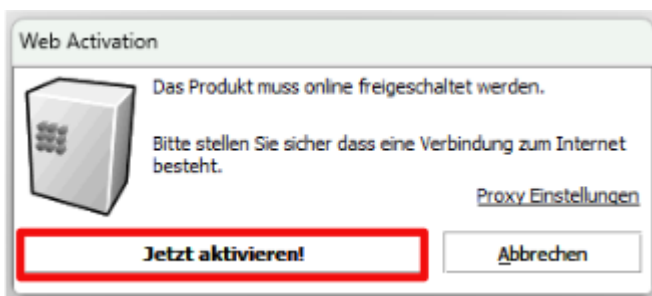 Web Activation
Das Produkt muss online freigeschaltet werden.
Bitte stellen Sie sicher dass eine Verbindung zum Internet
besteht.
Proxy Einstellungen
Jetzt aktivieren!
Abbrechen